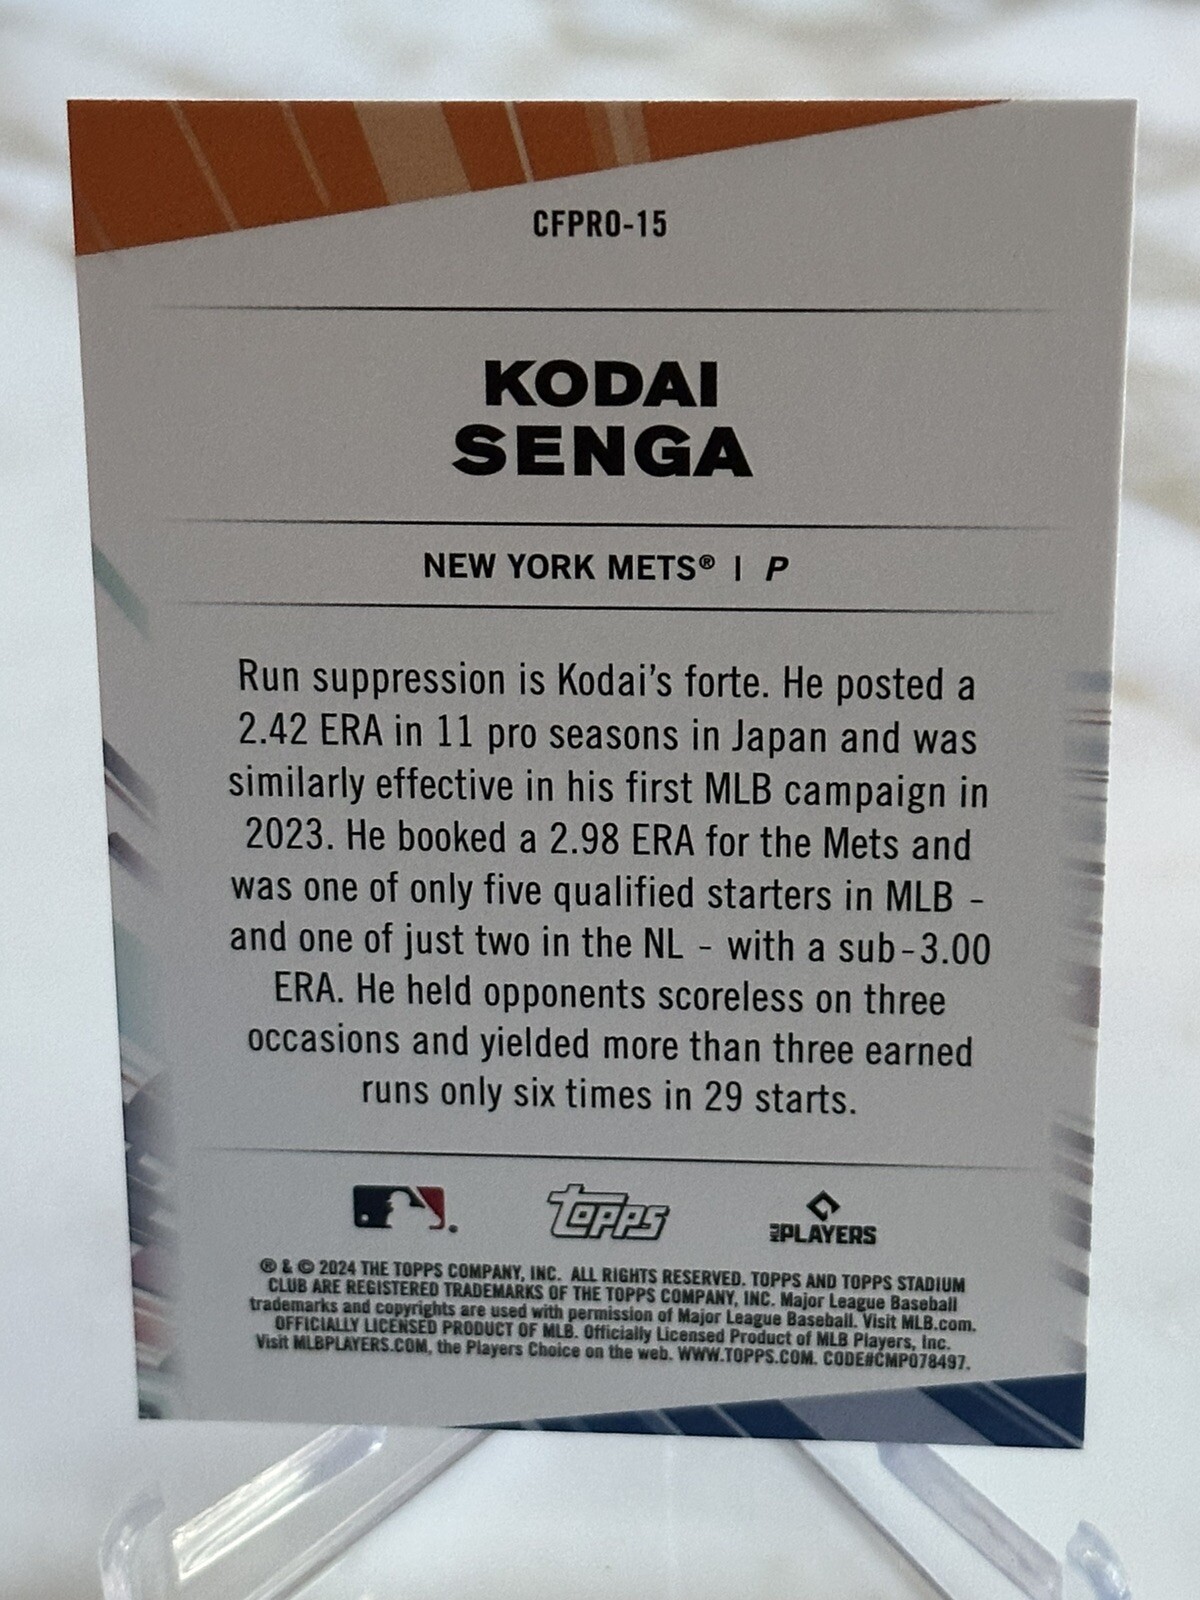 CFPRO-15
KODAI
SENGA
NEW YORK METS® | P
Run suppression is Kodai's forte. He posted a
2.42 ERA in 11 pro seasons in Japan and was
similarly effective in his first MLB campaign in
2023. He booked a 2.98 ERA for the Mets and
was one of only five qualified starters in MLB -
and one of just two in the NL - with a sub-3.00
ERA. He held opponents scoreless on three
occasions and yielded more than three earned
runs only six times in 29 starts.
Topps
MLB PLAYERS
® & © 2024 THE TOPPS COMPANY, INC. ALL RIGHTS RESERVED. TOPPS AND TOPPS STADIUM
CLUB ARE REGISTERED TRADEMARKS OF THE TOPPS COMPANY, INC. Major League Baseball
trademarks and copyrights are used with permission of Major League Baseball. Visit MLB.com.
OFFICIALLY LICENSED PRODUCT OF MLB. Officially Licensed Product of MLB Players, Inc.
Visit MLBPLAYERS.COM, the Players Choice on the web. WWW.TOPPS.COM. CODE#CMP078497.